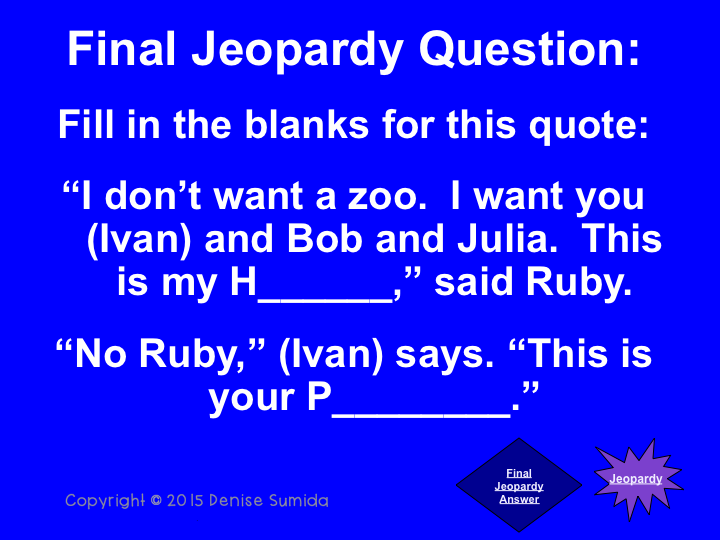 Final Jeopardy Question:
Fill in the blanks for this quote:
“I don’t want a zoo.  I want you
(Ivan) and Bob and Julia.  This
is my H______,” said Ruby.
“No Ruby,” (Ivan) says. “This is
your P________.”
Final
Jeopardy
Answer
Jeopardy
Copyright © 2015 Denise Sumida